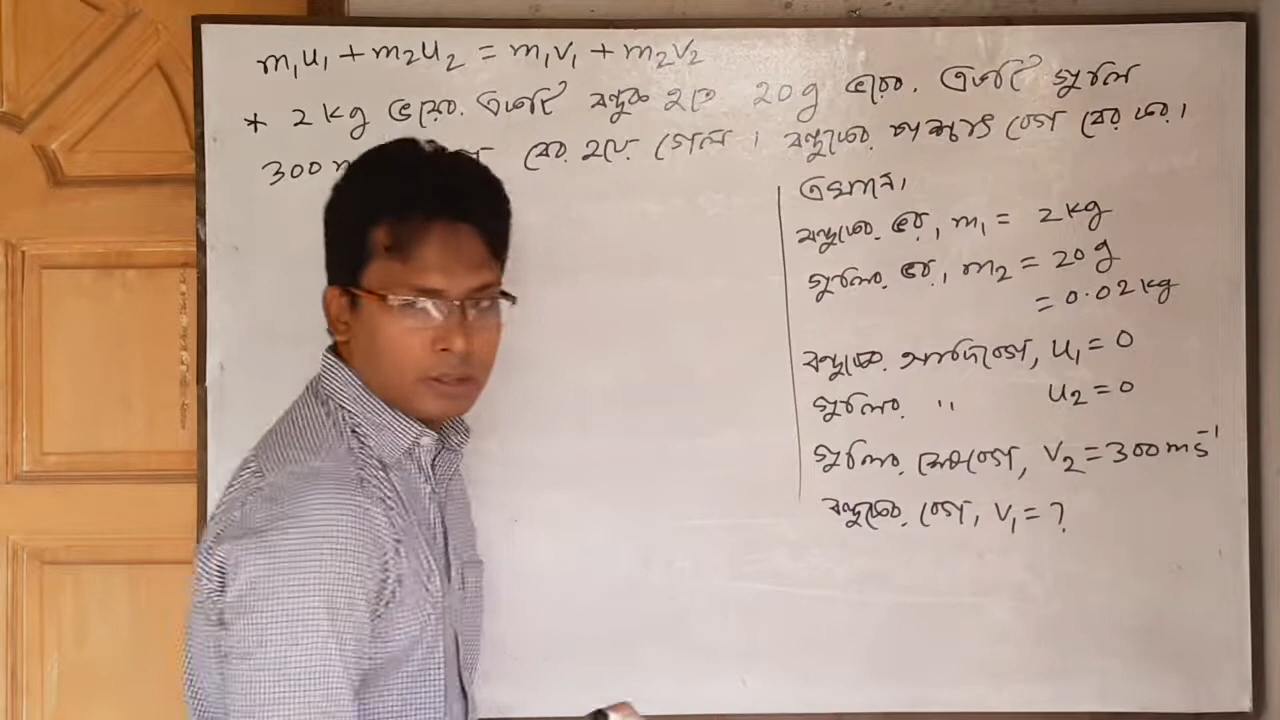 m₁u₁ + m₂u₂ = m₁v₁ + m₂v₂
* 2 kg ভরের একটি বন্দুক হতে 20g ভরের একটি গুলি
300 বের হয়ে গেল। বন্দুকের পশ্চাৎ বেগ বের কর।
এখানে,
বন্দুকের ভর, m₁ = 2 kg
গুলির ভর, m₂ = 20 g
= 0.02 kg
বন্দুকের আদিবেগ, u₁ = 0
গুলির " u₂ = 0
গুলির শেষবেগ, v₂ = 300 ms⁻¹
বন্দুকের বেগ, v₁ = ?